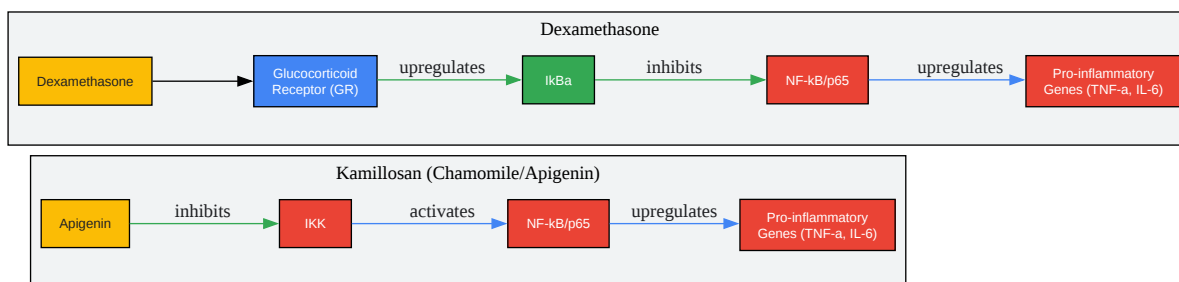 Dexamethasone
Dexamethasone
Glucocorticoid
Receptor (GR)
upregulates
IkBa
inhibits
NF-kB/p65
upregulates
Pro-inflammatory
Genes (TNF-a, IL-6)
Kamillosan (Chamomile/Apigenin)
Apigenin
inhibits
IKK
activates
NF-kB/p65
upregulates
Pro-inflammatory
Genes (TNF-a, IL-6)